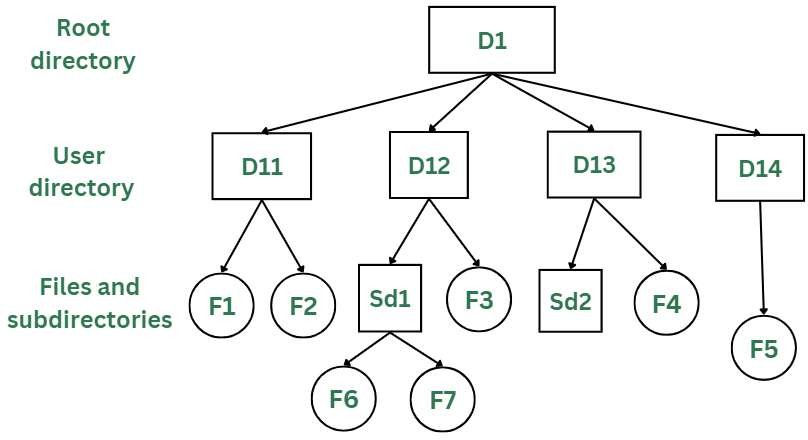 Root
directory
D1
User
directory
D11
D12
D13
D14
Files and
subdirectories
F1
F2
Sd1
F3
Sd2
F4
F5
F6
F7